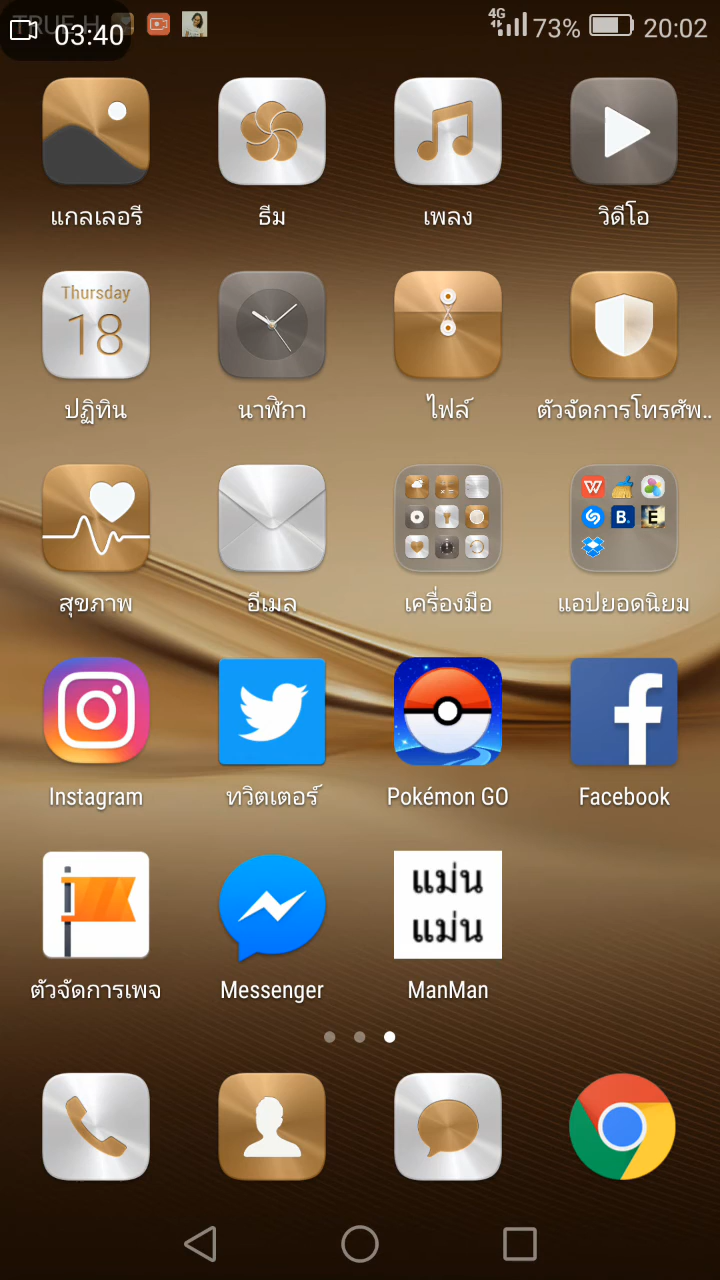 TRUE-H
03:40
4G
73%
20:02
แกลเลอรี
ธีม
เพลง
วิดีโอ
Thursday
18
ปฏิทิน
นาฬิกา
ไฟล์
ตัวจัดการโทรศัพ..
สุขภาพ
อีเมล
เครื่องมือ
W
B.
E
แอปยอดนิยม
Instagram
ทวิตเตอร์
Pokémon GO
Facebook
แม่น
แม่น
ตัวจัดการเพจ
Messenger
ManMan